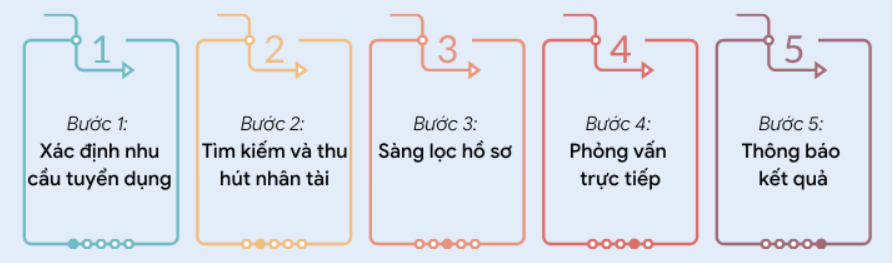 1
Bước 1:
Xác định nhu
cầu tuyển dụng
2
Bước 2:
Tìm kiếm và thu
hút nhân tài
3
Bước 3:
Sàng lọc hồ sơ
4
Bước 4:
Phỏng vấn
trực tiếp
5
Bước 5:
Thông báo
kết quả